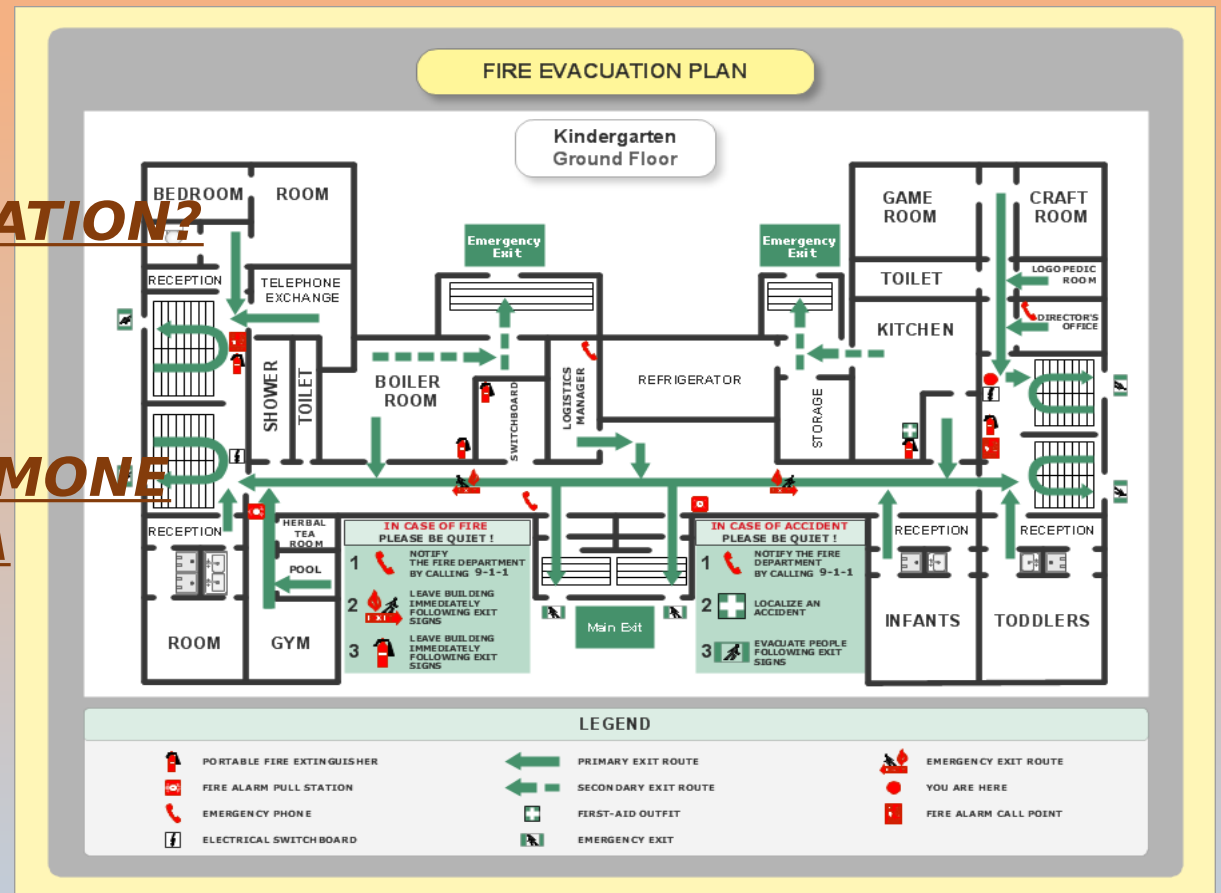 FIRE EVACUATION PLAN
Kindergarten
Ground Floor
BEDROOM
ROOM
GAME
ROOM
CRAFT
ROOM
ATION?
Emergency
Exit
Emergency
Exit
RECEPTION
TELEPHONE
EXCHANGE
TOILET
LOGOPEDIC
ROOM
DIRECTOR'S
OFFICE
KITCHEN
SHOWER
TOILET
BOILER
ROOM
SWITCHBOARD
LOGISTICS
MANAGER
REFRIGERATOR
STORAGE
MONE
A
RECEPTION
HERBAL
TEA
ROOM
POOL
ROOM
GYM
IN CASE OF FIRE
PLEASE BE QUIET !
1 NOTIFY
THE FIRE DEPARTMENT
BY CALLING 9-1-1
2 LEAVE BUILDING
IMMEDIATELY
FOLLOWING EXIT
SIGNS
EXIT
3 LEAVE BUILDING
IMMEDIATELY
FOLLOWING EXIT
SIGNS
Main Exit
IN CASE OF ACCIDENT
PLEASE BE QUIET !
1 NOTIFY THE FIRE
DEPARTMENT
BY CALLING 9-1-1
2 LOCALIZE AN
ACCIDENT
3 EVACUATE PEOPLE
FOLLOWING EXIT
SIGNS
RECEPTION
RECEPTION
INFANTS
TODDLERS
LEGEND
PORTABLE FIRE EXTINGUISHER
FIRE ALARM PULL STATION
EMERGENCY PHONE
ELECTRICAL SWITCHBOARD
PRIMARY EXIT ROUTE
SECONDARY EXIT ROUTE
FIRST-AID OUTFIT
EMERGENCY EXIT
EMERGENCY EXIT ROUTE
YOU ARE HERE
FIRE ALARM CALL POINT